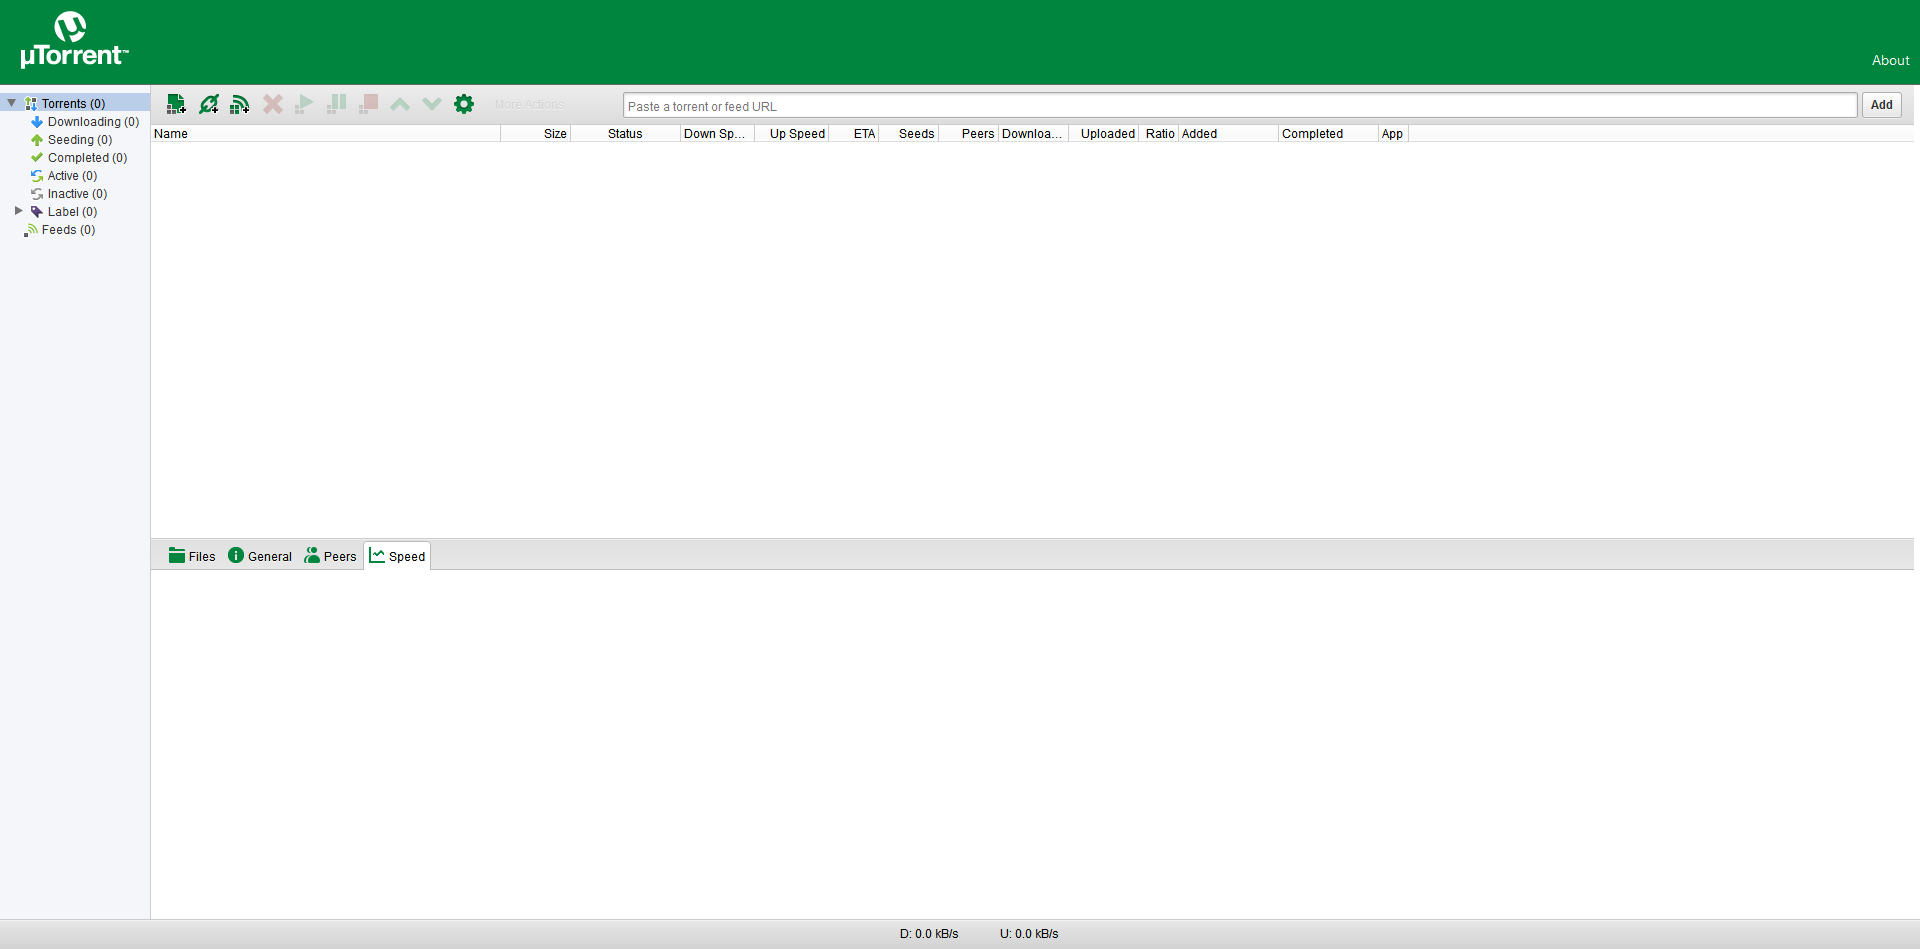 µTorrent™
About
Torrents (0)
Downloading (0)
Seeding (0)
Completed (0)
Active (0)
Inactive (0)
Label (0)
Feeds (0)
More Actions
Paste a torrent or feed URL
Add
Name Size Status Down Sp... Up Speed ETA Seeds Peers Downloa... Uploaded Ratio Added Completed App
Files General Peers Speed
D: 0.0 kB/s U: 0.0 kB/s